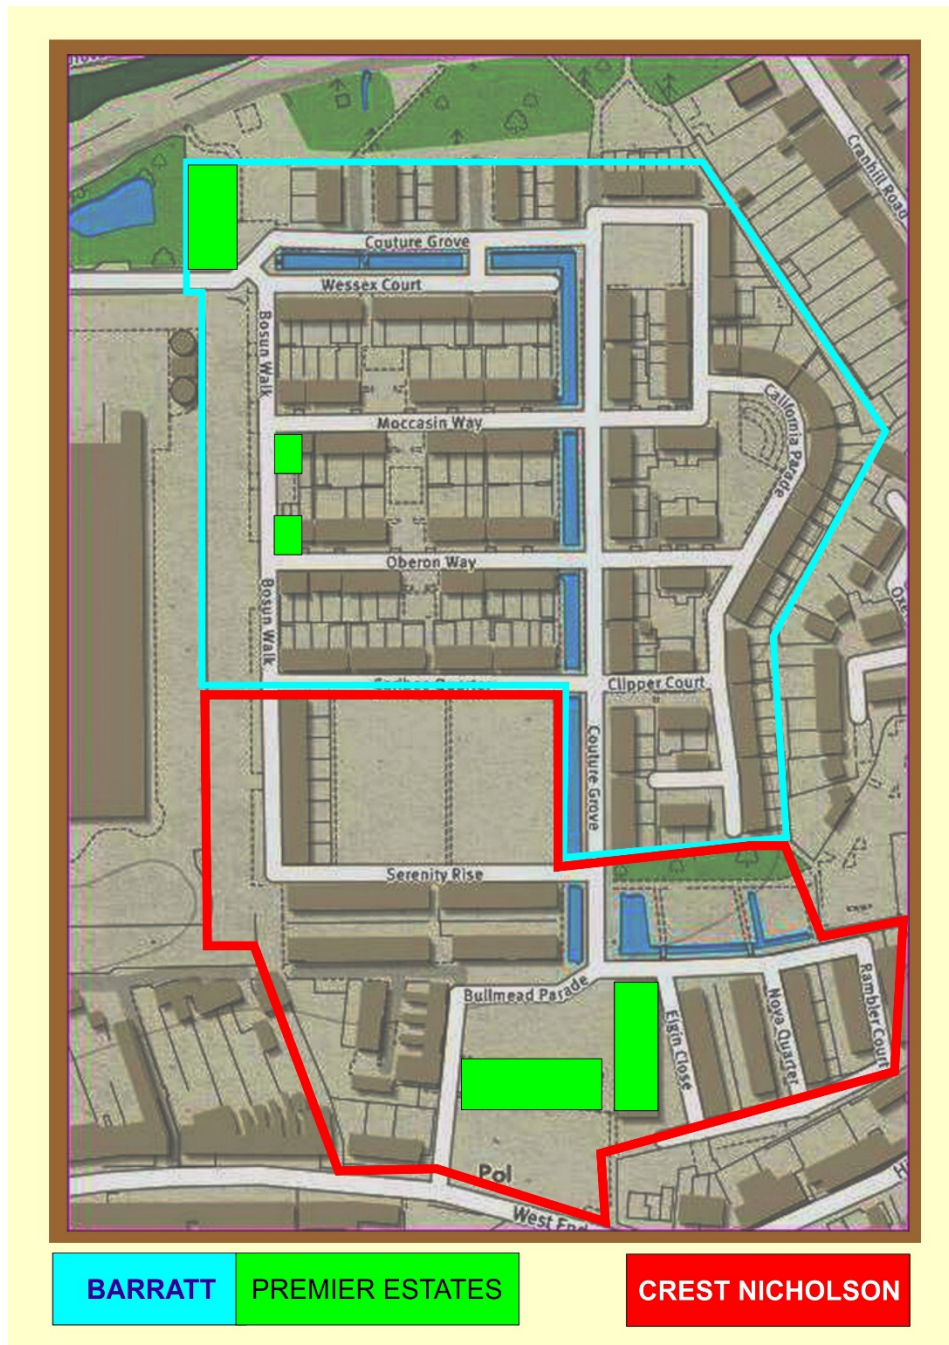 Cranhill Road
Couture Grove
Wessex Court
Bosun Walk
Moccasin Way
California Parade
Oberon Way
Bosun Walk
Clipper Court
Couture Grove
Serenity Rise
Bullmead Parade
Elgin Close
Nova Quarter
Rambler Court
Pol
West End
BARRATT
PREMIER ESTATES
CREST NICHOLSON